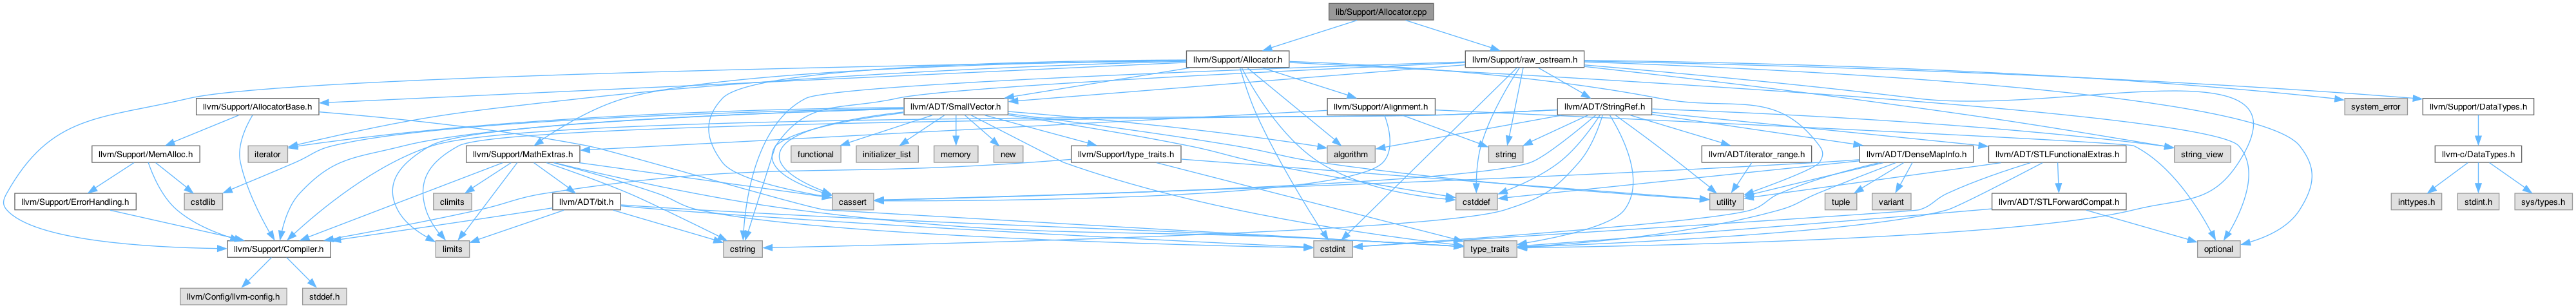 lib/Support/Allocator.cpp
llvm/Support/Allocator.h
llvm/Support/raw_ostream.h
llvm/Support/AllocatorBase.h
llvm/ADT/SmallVector.h
llvm/Support/Alignment.h
llvm/ADT/StringRef.h
system_error
llvm/Support/DataTypes.h
llvm/Support/MemAlloc.h
iterator
llvm/Support/MathExtras.h
functional
initializer_list
memory
new
llvm/Support/type_traits.h
algorithm
string
llvm/ADT/iterator_range.h
llvm/ADT/DenseMapInfo.h
llvm/ADT/STLFunctionalExtras.h
string_view
llvm-c/DataTypes.h
llvm/Support/ErrorHandling.h
cstdlib
climits
llvm/ADT/bit.h
cassert
cstddef
utility
tuple
variant
llvm/ADT/STLForwardCompat.h
inttypes.h
stdint.h
sys/types.h
llvm/Support/Compiler.h
limits
cstring
cstdint
type_traits
optional
llvm/Config/llvm-config.h
stddef.h